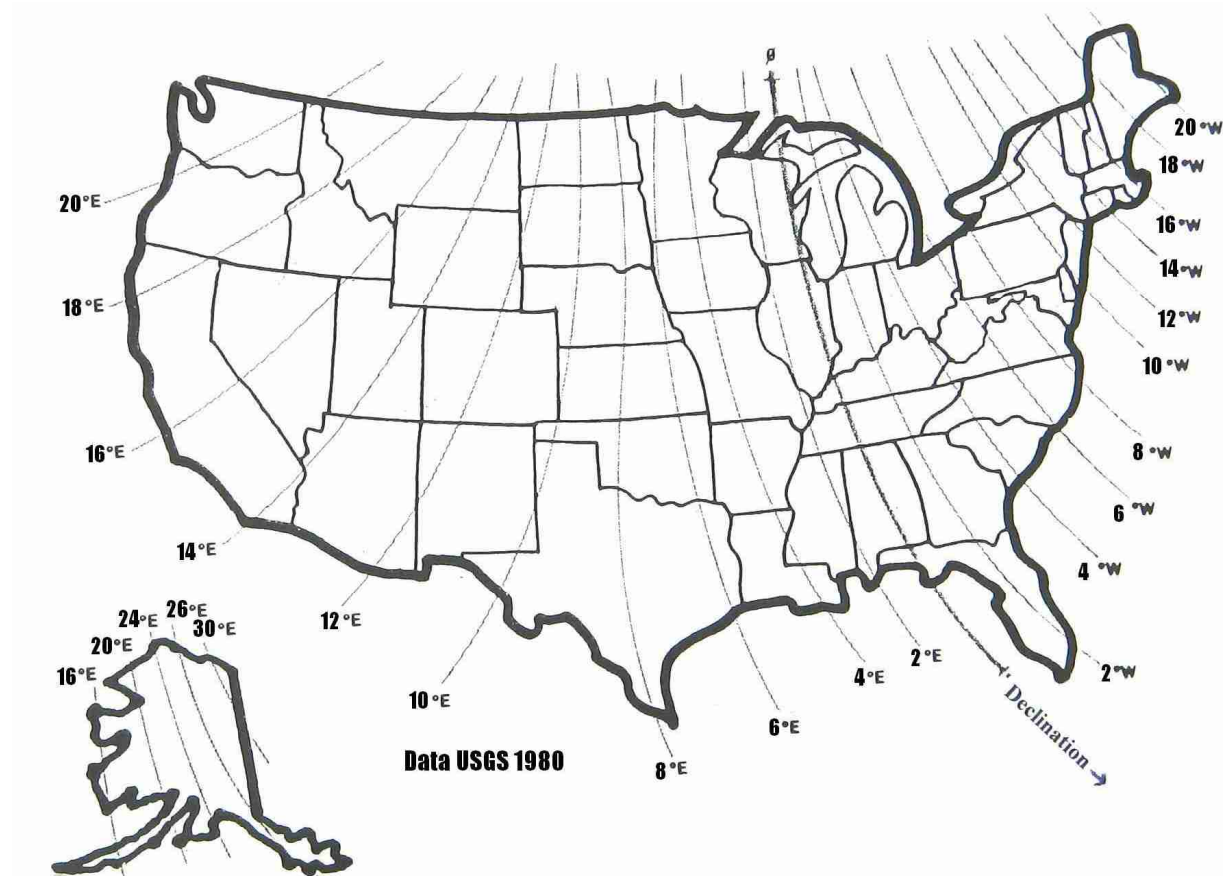 ø
20 °W
18 °W
16 °W
14 °W
12 °W
10 °W
8 °W
6 °W
4 °W
2 °W
20 °E
18 °E
16 °E
14 °E
12 °E
10 °E
8 °E
6 °E
4 °E
2 °E
Declination →
26 °E
24 °E
30 °E
20 °E
16 °E
Data USGS 1980